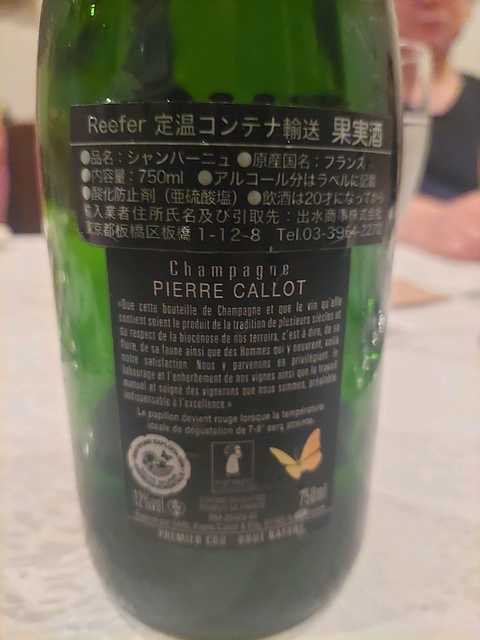 Reefer 定温コンテナ輸送 果実酒
●品名:シャンパーニュ ●原産国名:フランス
●内容量:750ml ●アルコール分はラベルに記載
●酸化防止剤(亜硫酸塩) ●飲酒は20才になってから
輸入業者住所氏名及び引取先:出水商事株式会社
東京都板橋区板橋 1-12-8 Tel.03-3964-2272
Champagne
PIERRE CALLOT
«Que cette bouteille de Champagne et que le vin qu'elle
contient soient le produit de la tradition de plusieurs siècles et
du respect de la biocénose de nos terroirs, c'est à dire, de sa
flore, de sa faune ainsi que des Hommes qui y oeuvrent, voilà
notre satisfaction. Nous y parvenons en privilégiant le
labourage et l'enherbement de nos vignes ainsi que le travail
manuel et soigné des vignerons que nous sommes, préalable
indispensable à l'excellence.»
Le papillon devient rouge lorsque la température
idéale de dégustation de 7-8° sera atteinte.
12%vol 750ml
PREMIER CRU BRUT NATURE